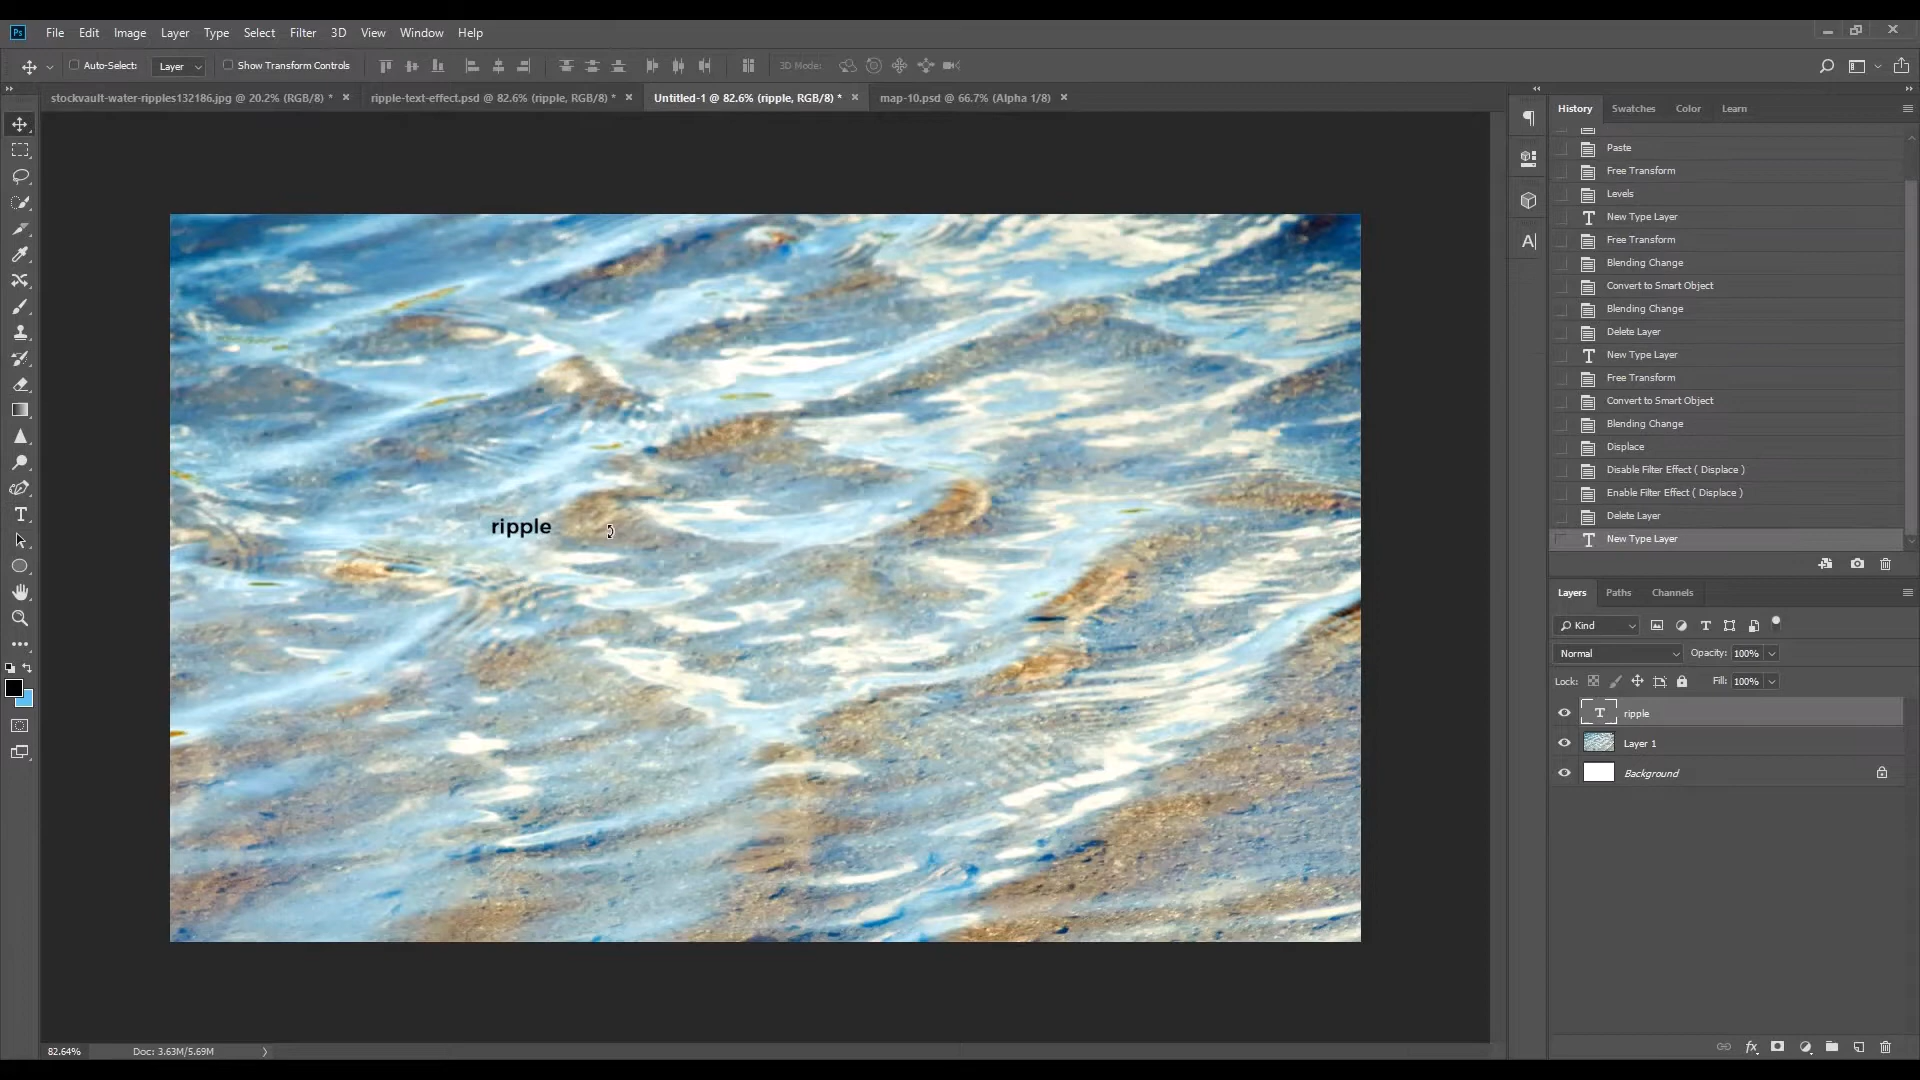 Ps File Edit Image Layer Type Select Filter 3D View Window Help
Auto-Select: Layer Show Transform Controls 3D Mode:
stockvault-water-ripples132186.jpg @ 20.2% (RGB/8) * × ripple-text-effect.psd @ 82.6% (ripple, RGB/8) * × Untitled-1 @ 82.6% (ripple, RGB/8) * × map-10.psd @ 66.7% (Alpha 1/8) ×
History Swatches Color Learn
Paste
Free Transform
Levels
New Type Layer
Free Transform
Blending Change
Convert to Smart Object
Blending Change
Delete Layer
New Type Layer
Free Transform
Convert to Smart Object
Blending Change
Displace
Disable Filter Effect ( Displace )
Enable Filter Effect ( Displace )
Delete Layer
New Type Layer
ripple
Layers Paths Channels
Kind
Normal Opacity: 100%
Lock: Fill: 100%
ripple
Layer 1
Background
82.64% Doc: 3.63M/5.69M